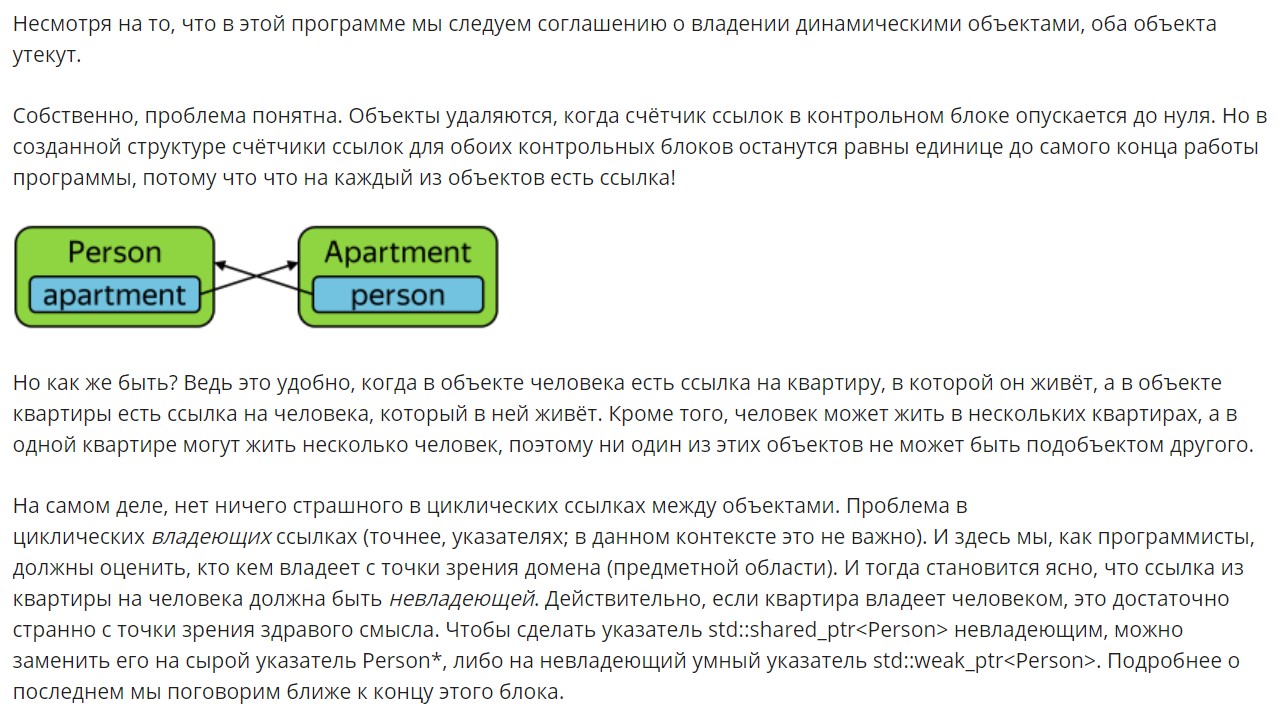 Несмотря на то, что в этой программе мы следуем соглашению о владении динамическими объектами, оба объекта
утекут.
Собственно, проблема понятна. Объекты удаляются, когда счётчик ссылок в контрольном блоке опускается до нуля. Но в
созданной структуре счётчики ссылок для обоих контрольных блоков останутся равны единице до самого конца работы
программы, потому что что на каждый из объектов есть ссылка!
Person
apartment
Apartment
person
Но как же быть? Ведь это удобно, когда в объекте человека есть ссылка на квартиру, в которой он живёт, а в объекте
квартиры есть ссылка на человека, который в ней живёт. Кроме того, человек может жить в нескольких квартирах, а в
одной квартире могут жить несколько человек, поэтому ни один из этих объектов не может быть подобъектом другого.
На самом деле, нет ничего страшного в циклических ссылках между объектами. Проблема в
циклических владеющих ссылках (точнее, указателях; в данном контексте это не важно). И здесь мы, как программисты,
должны оценить, кто кем владеет с точки зрения домена (предметной области). И тогда становится ясно, что ссылка из
квартиры на человека должна быть невладеющей. Действительно, если квартира владеет человеком, это достаточно
странно с точки зрения здравого смысла. Чтобы сделать указатель std::shared_ptr<Person> невладеющим, можно
заменить его на сырой указатель Person*, либо на невладеющий умный указатель std::weak_ptr<Person>. Подробнее о
последнем мы поговорим ближе к концу этого блока.